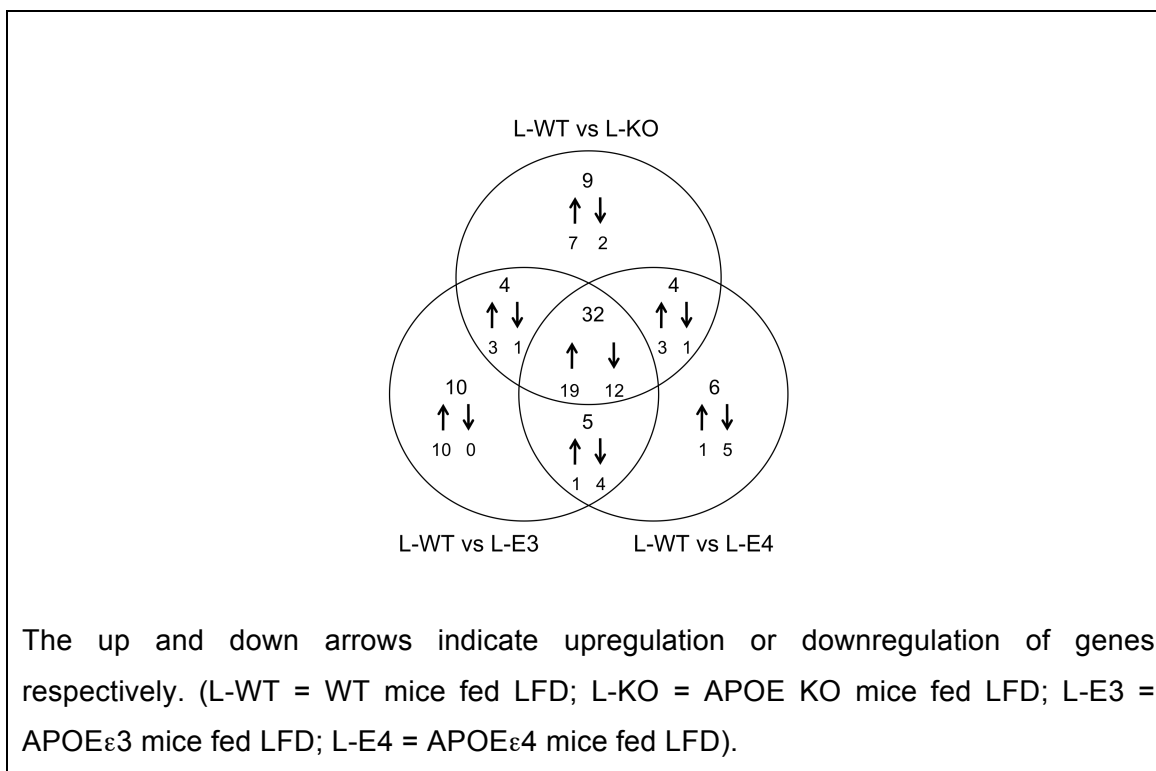 L-WT vs L-KO
9
↑ ↓
7 2
4 4
↑ ↓ 32 ↑ ↓
3 1 ↑ ↓ 3 1
10 19 12 6
↑ ↓ 5 ↑ ↓
10 0 ↑ ↓ 1 5
1 4
L-WT vs L-E3 L-WT vs L-E4
The up and down arrows indicate upregulation or downregulation of genes
respectively. (L-WT = WT mice fed LFD; L-KO = APOE KO mice fed LFD; L-E3 =
APOEε3 mice fed LFD; L-E4 = APOEε4 mice fed LFD).